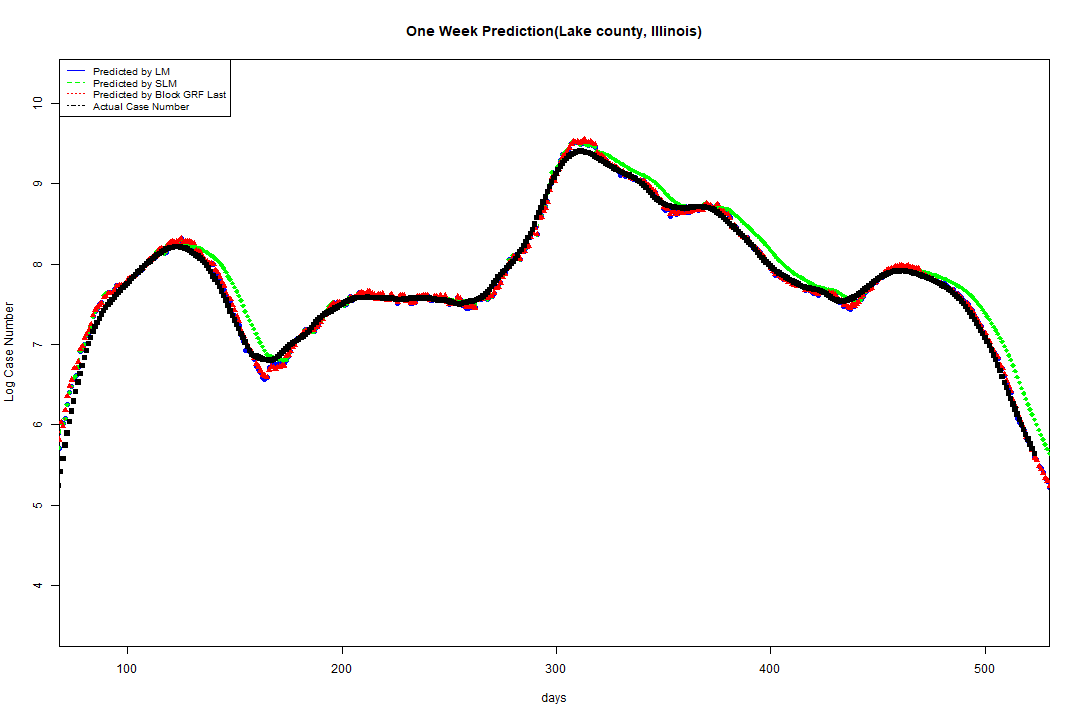 One Week Prediction(Lake county, Illinois)
Predicted by LM
Predicted by SLM
Predicted by Block GRF Last
Actual Case Number
10
9
8
7
6
5
4
Log Case Number
100 200 300 400 500
days